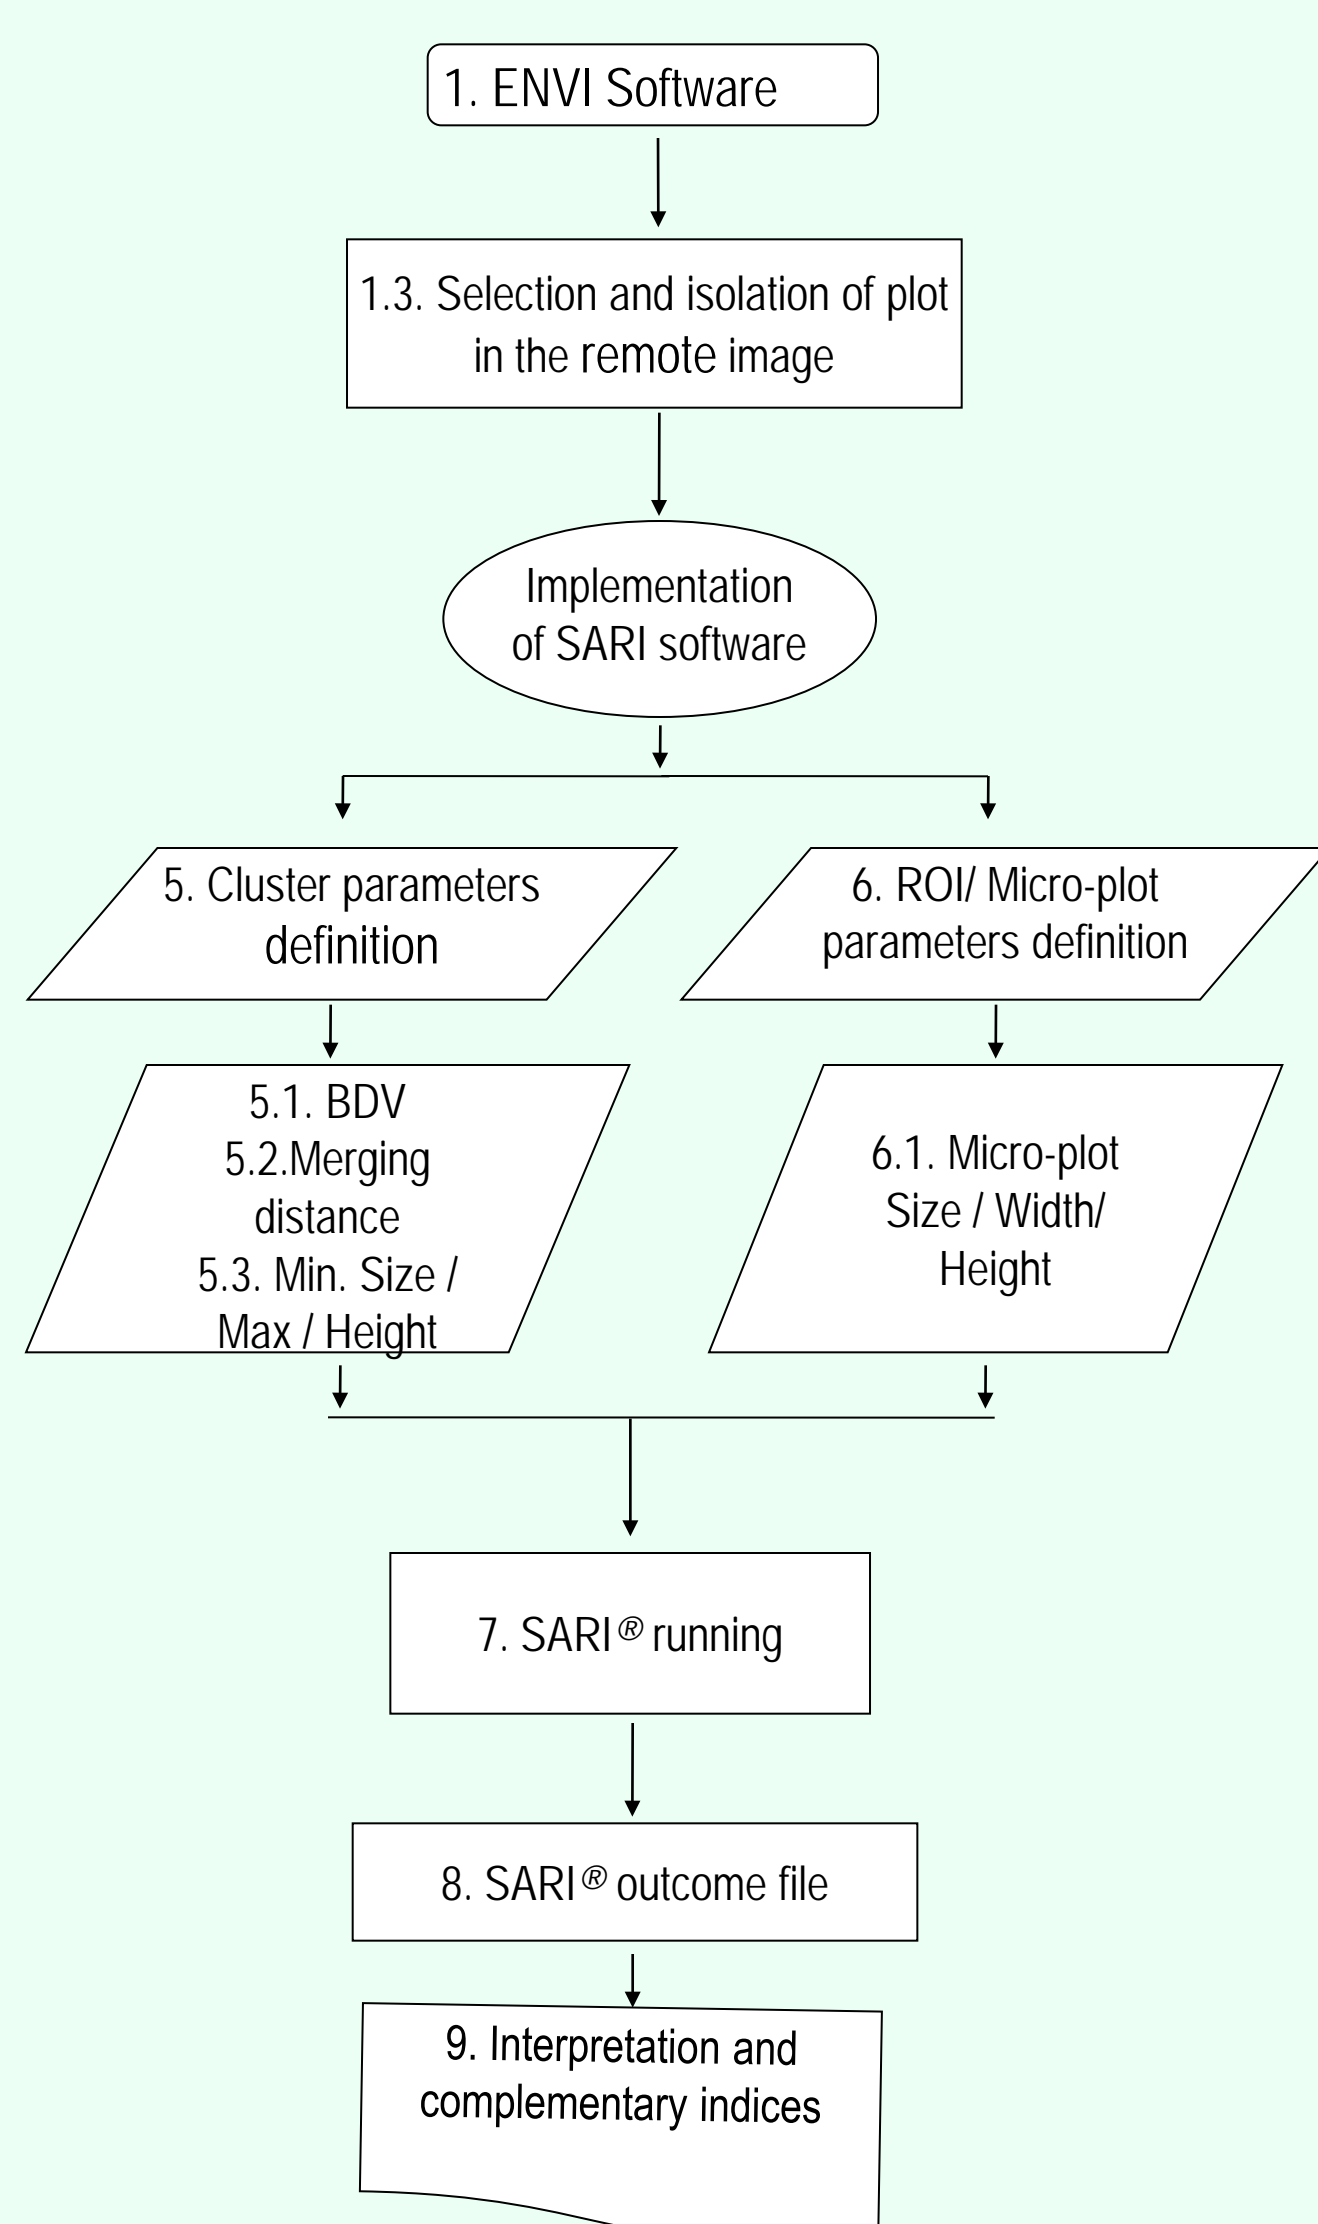 1. ENVI Software
1.3. Selection and isolation of plot
in the remote image
Implementation
of SARI software
5. Cluster parameters
definition
6. ROI/ Micro-plot
parameters definition
5.1. BDV
5.2.Merging
distance
5.3. Min. Size /
Max / Height
6.1. Micro-plot
Size / Width/
Height
7. SARI® running
8. SARI® outcome file
9. Interpretation and
complementary indices